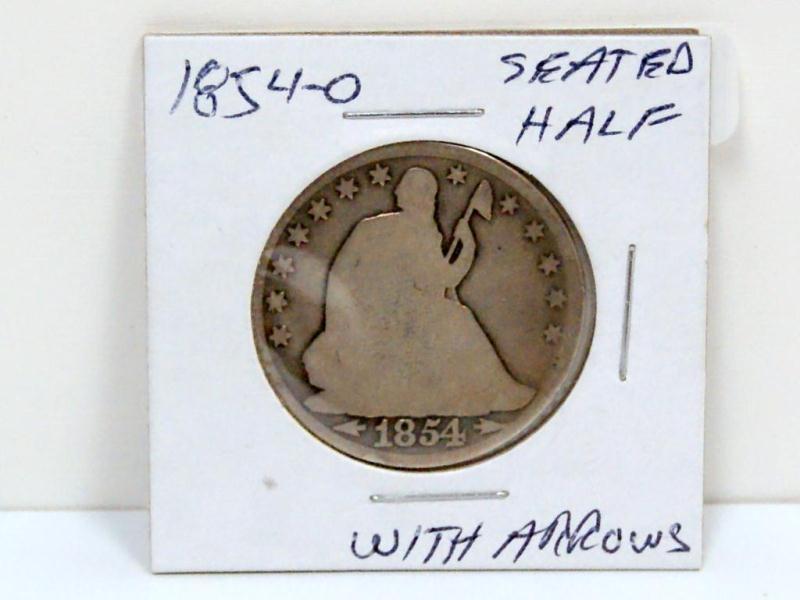 1854-O
SEATED
HALF
1854
WITH ARROWS